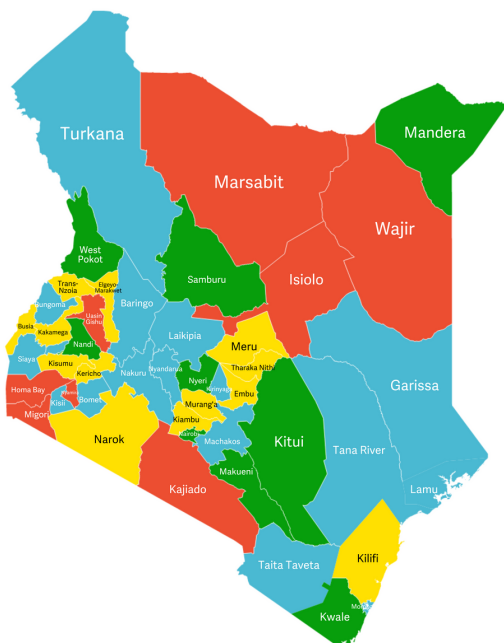 Turkana
Mandera
Marsabit
Wajir
West
Pokot
Samburu
Isiolo
Trans-
Nzoia
Elgeyo-
Marakwet
Bungoma
Baringo
Uasin
Gishu
Busia
Kakamega
Laikipia
Nandi
Meru
Siaya
Kisumu
Kericho
Nakuru
Nyandarua
Tharaka Nithi
Garissa
Nyeri
Kirinyaga
Embu
Homa Bay
Kisii
Bomet
Murang'a
Migori
Kiambu
Narok
Nairobi
Machakos
Kitui
Tana River
Makueni
Lamu
Kajiado
Kilifi
Taita Taveta
Kwale